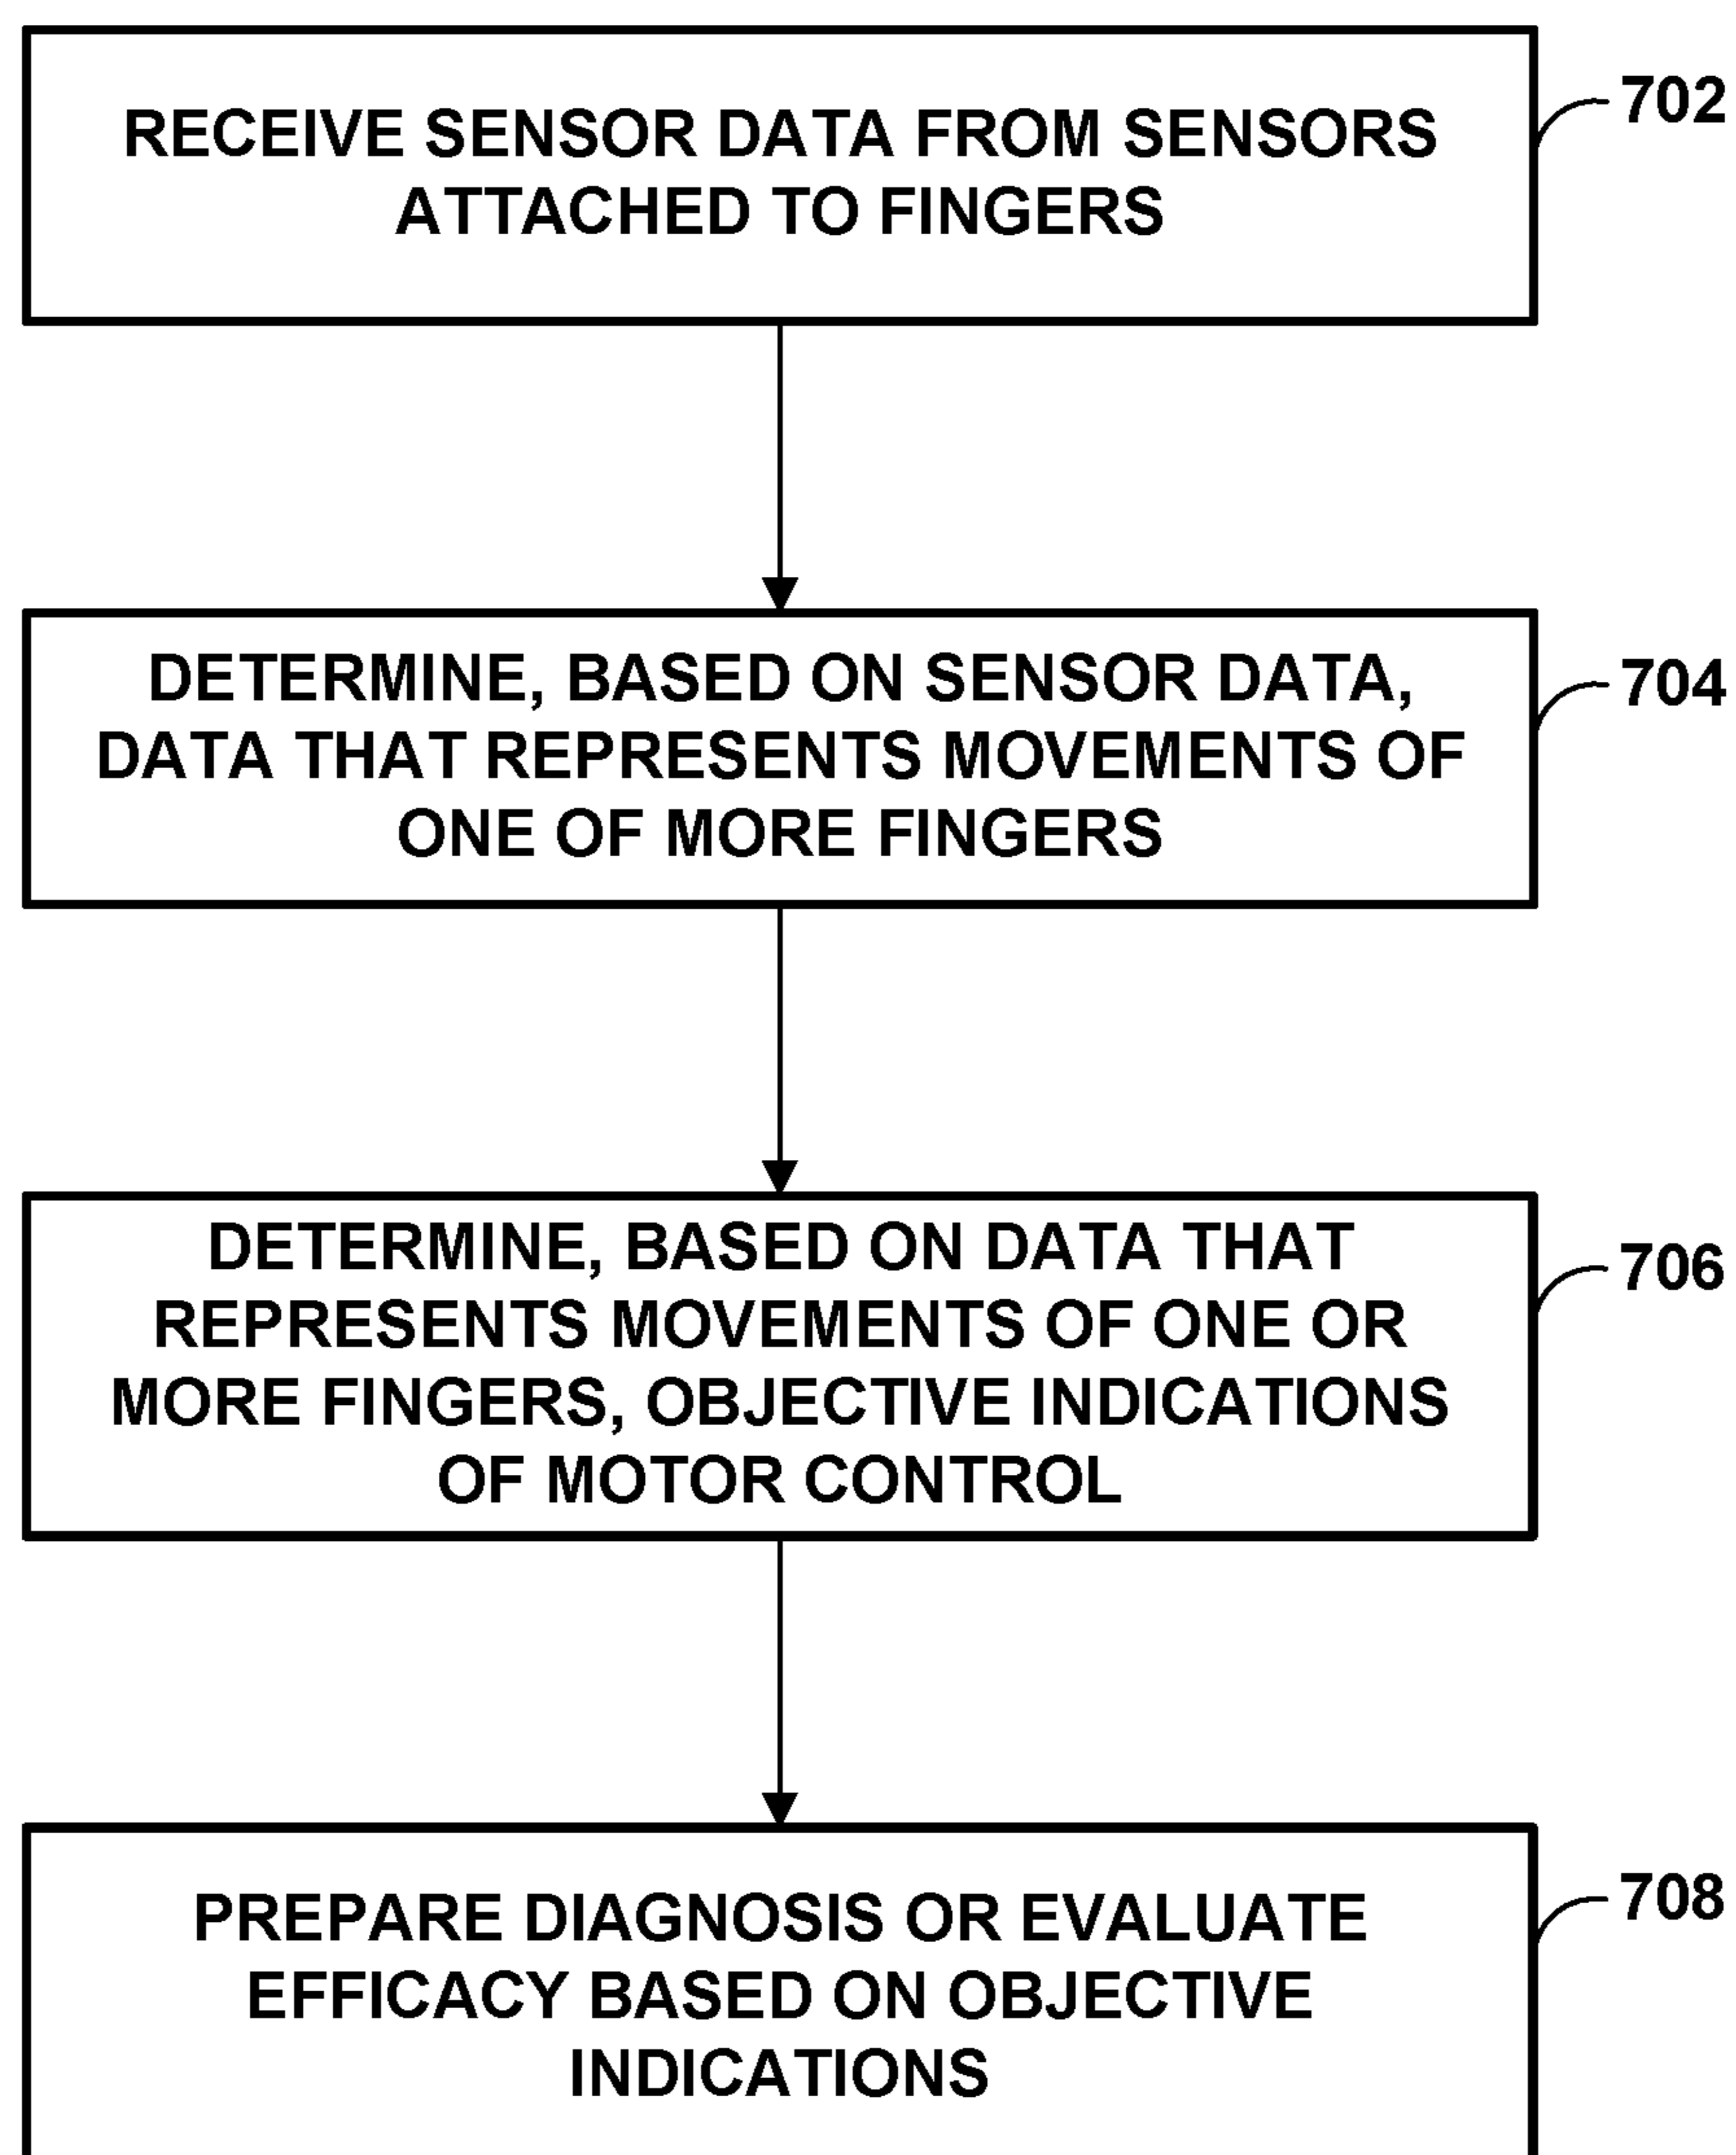 RECEIVE SENSOR DATA FROM SENSORS
ATTACHED TO FINGERS
702
DETERMINE, BASED ON SENSOR DATA,
DATA THAT REPRESENTS MOVEMENTS OF
ONE OF MORE FINGERS
704
DETERMINE, BASED ON DATA THAT
REPRESENTS MOVEMENTS OF ONE OR
MORE FINGERS, OBJECTIVE INDICATIONS
OF MOTOR CONTROL
706
PREPARE DIAGNOSIS OR EVALUATE
EFFICACY BASED ON OBJECTIVE
INDICATIONS
708